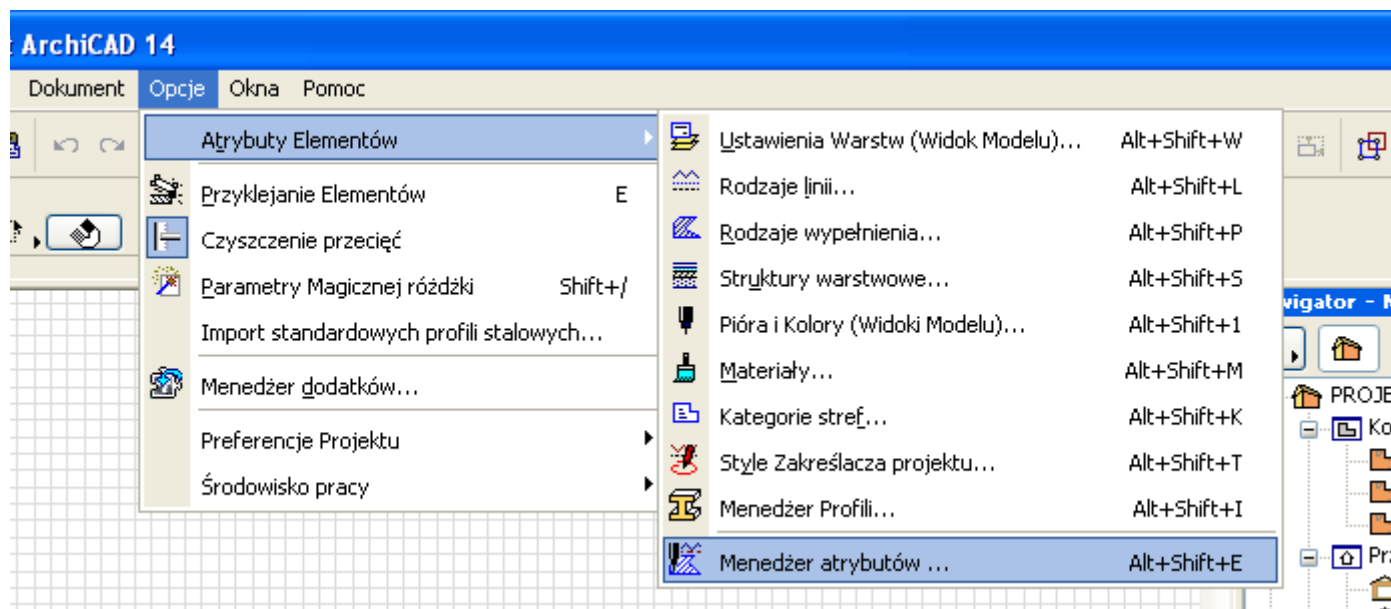 ArchiCAD 14
Dokument Opcje Okna Pomoc
Atrybuty Elementów
Przyklejanie Elementów E
Czyszczenie przecięć
Parametry Magicznej różdżki Shift+/
Import standardowych profili stalowych...
Menedżer dodatków...
Preferencje Projektu
Środowisko pracy
Ustawienia Warstw (Widok Modelu)... Alt+Shift+W
Rodzaje linii... Alt+Shift+L
Rodzaje wypełnienia... Alt+Shift+P
Struktury warstwowe... Alt+Shift+S
Pióra i Kolory (Widoki Modelu)... Alt+Shift+1
Materiały... Alt+Shift+M
Kategorie stref... Alt+Shift+K
Style Zakreślacza projektu... Alt+Shift+T
Menedżer Profili... Alt+Shift+I
Menedżer atrybutów ... Alt+Shift+E
vigator -
PROJE
Ko
Prz